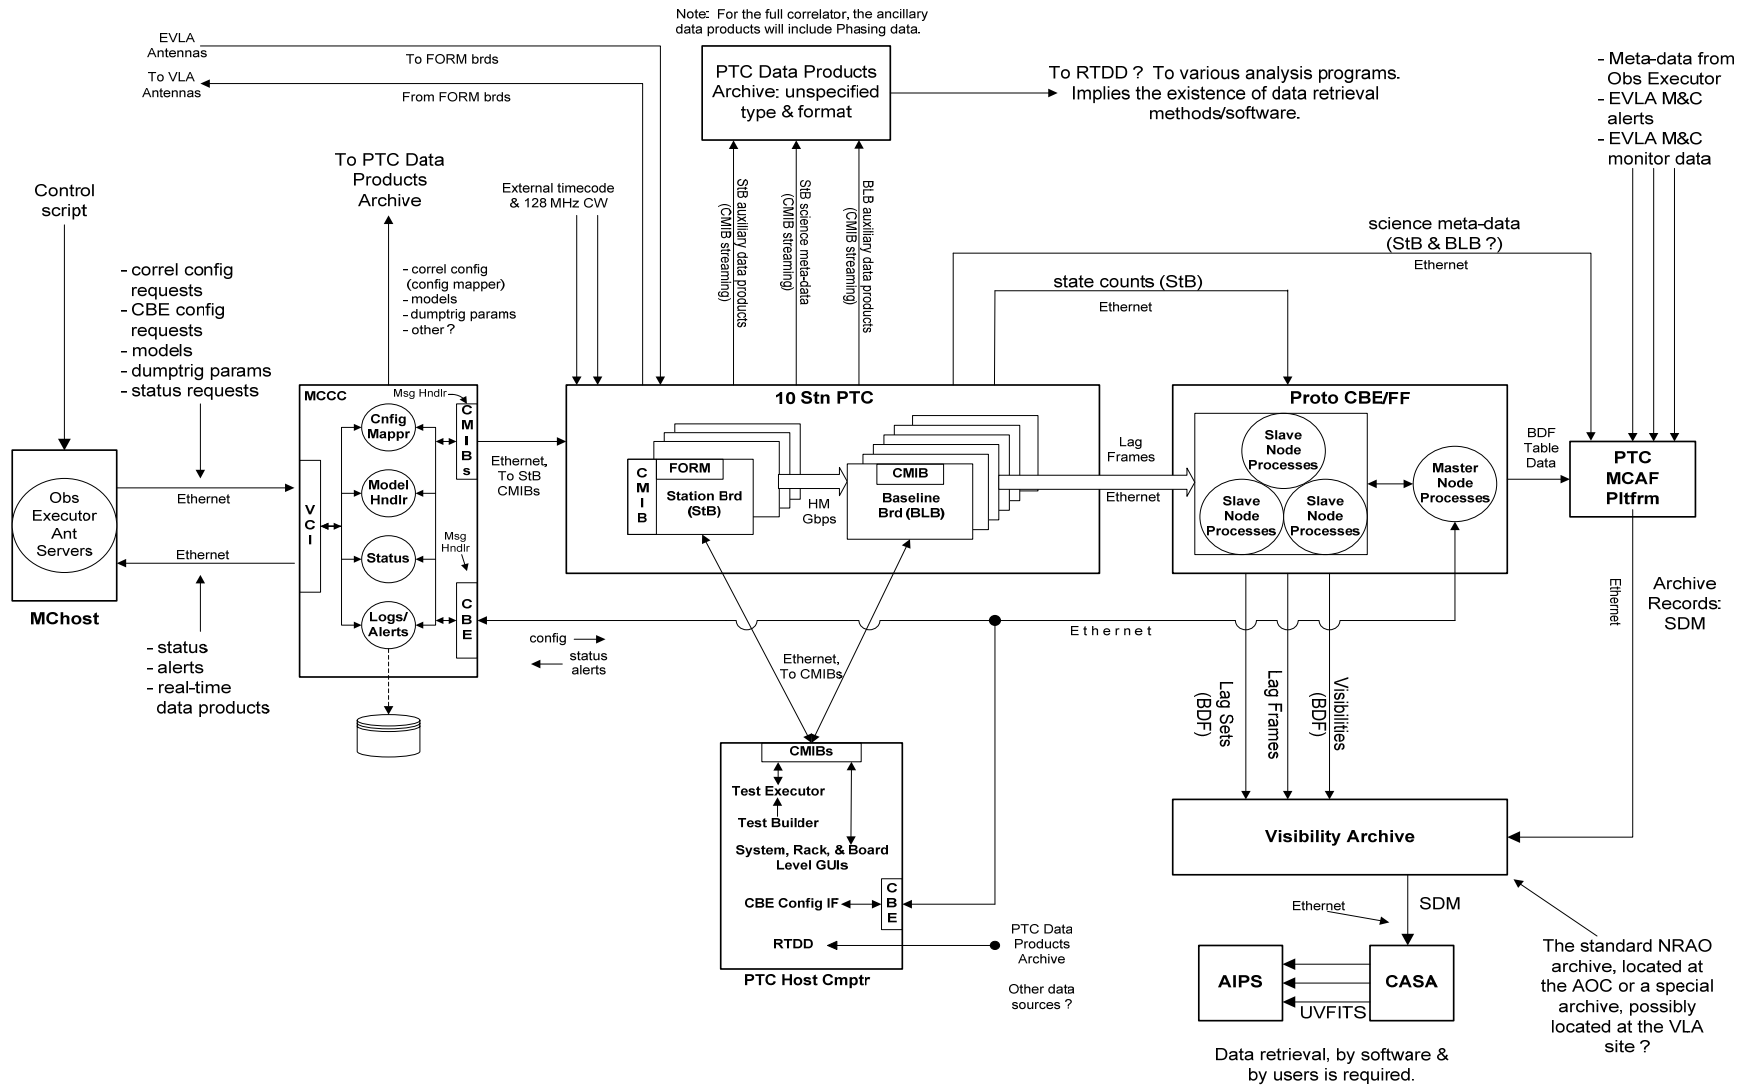 Note: For the full correlator, the ancillary
data products will include Phasing data.
EVLA
Antennas
To FORM brds
To VLA
Antennas
From FORM brds
PTC Data Products
Archive: unspecified
type & format
To RTDD ? To various analysis programs.
Implies the existence of data retrieval
methods/software.
- Meta-data from
Obs Executor
- EVLA M&C
alerts
- EVLA M&C
monitor data
Control
script
To PTC Data
Products
Archive
External timecode
& 128 MHz CW
StB auxiliary data products
(CMIB streaming)
StB science meta-data
(CMIB streaming)
BLB auxiliary data products
(CMIB streaming)
science meta-data
(StB & BLB ?)
Ethernet
state counts (StB)
Ethernet
- correl config
requests
- CBE config
requests
- models
- dumptrig params
- status requests
- correl config
(config mapper)
- models
- dumptrig params
- other ?
MCCC
Msg Hndlr
CMIBs
Cnfig
Mappr
Model
Hndlr
Status
Logs/
Alerts
VCI
Msg
Hndlr
CBE
Obs
Executor
Ant
Servers
MChost
Ethernet
Ethernet
- status
- alerts
- real-time
data products
Ethernet,
To StB
CMIBs
10 Stn PTC
CMIB
FORM
Station Brd
(StB)
HM
Gbps
CMIB
Baseline
Brd (BLB)
Lag
Frames
Ethernet
Proto CBE/FF
Slave
Node
Processes
Slave
Node
Processes
Slave
Node
Processes
Master
Node
Processes
BDF
Table
Data
PTC
MCAF
Pltfrm
Ethernet
Archive
Records:
SDM
config
status
alerts
Ethernet,
To CMIBs
Ethernet
Lag Sets
(BDF)
Lag Frames
Visibilities
(BDF)
CMIBs
Test Executor
Test Builder
System, Rack, & Board
Level GUIs
CBE Config IF
CBE
RTDD
PTC Host Cmptr
PTC Data
Products
Archive
Other data
sources ?
Visibility Archive
Ethernet
SDM
AIPS
CASA
UVFITS
The standard NRAO
archive, located at
the AOC or a special
archive, possibly
located at the VLA
site ?
Data retrieval, by software &
by users is required.